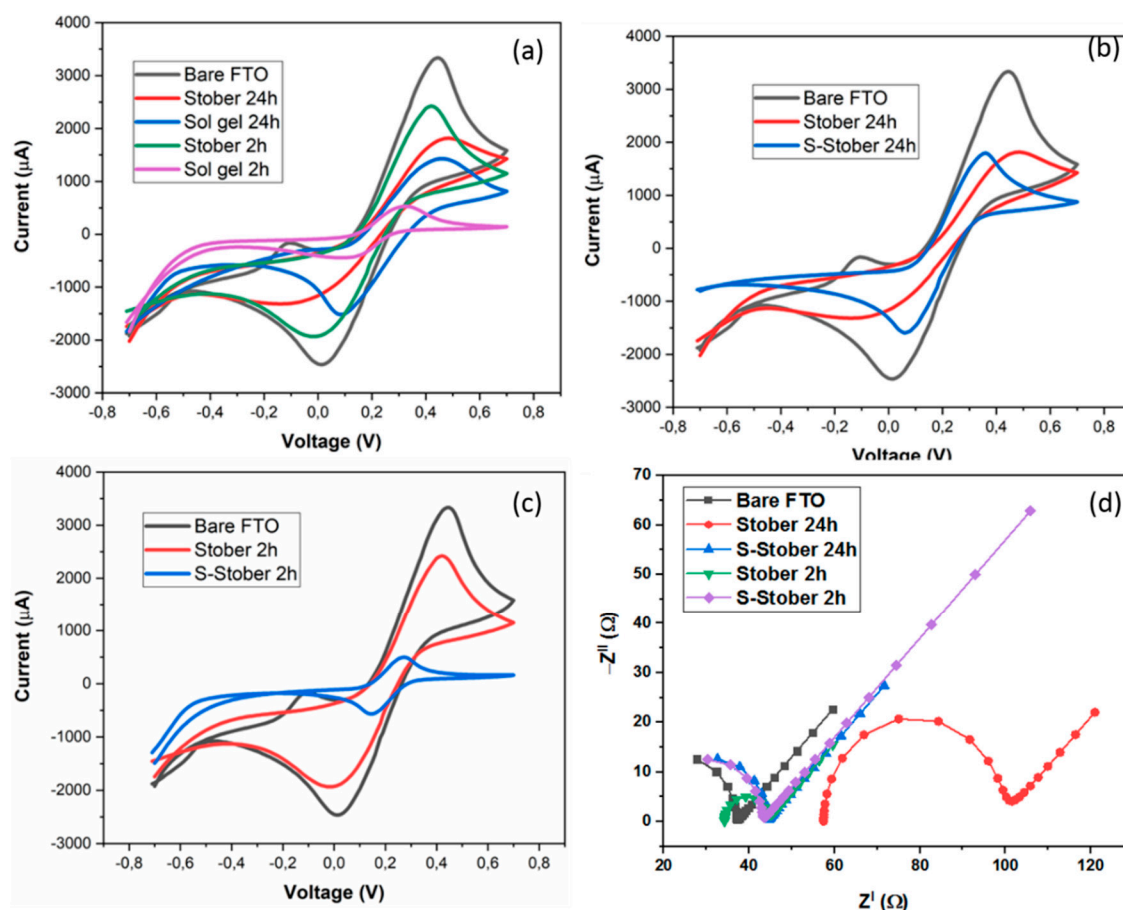 (a)
4000
3000
2000
1000
0
-1000
-2000
-3000
Current (μA)
Bare FTO
Stober 24h
Sol gel 24h
Stober 2h
Sol gel 2h
-0,8 -0,6 -0,4 -0,2 0,0 0,2 0,4 0,6 0,8
Voltage (V)
(b)
4000
3000
2000
1000
0
-1000
-2000
-3000
Current (μA)
Bare FTO
Stober 24h
S-Stober 24h
-0,8 -0,6 -0,4 -0,2 0,0 0,2 0,4 0,6 0,8
Voltage (V)
(c)
4000
3000
2000
1000
0
-1000
-2000
-3000
Current (μA)
Bare FTO
Stober 2h
S-Stober 2h
-0,8 -0,6 -0,4 -0,2 0,0 0,2 0,4 0,6 0,8
Voltage (V)
(d)
70
60
50
40
30
20
10
0
–Z^II (Ω)
Bare FTO
Stober 24h
S-Stober 24h
Stober 2h
S-Stober 2h
20 40 60 80 100 120
Z^I (Ω)